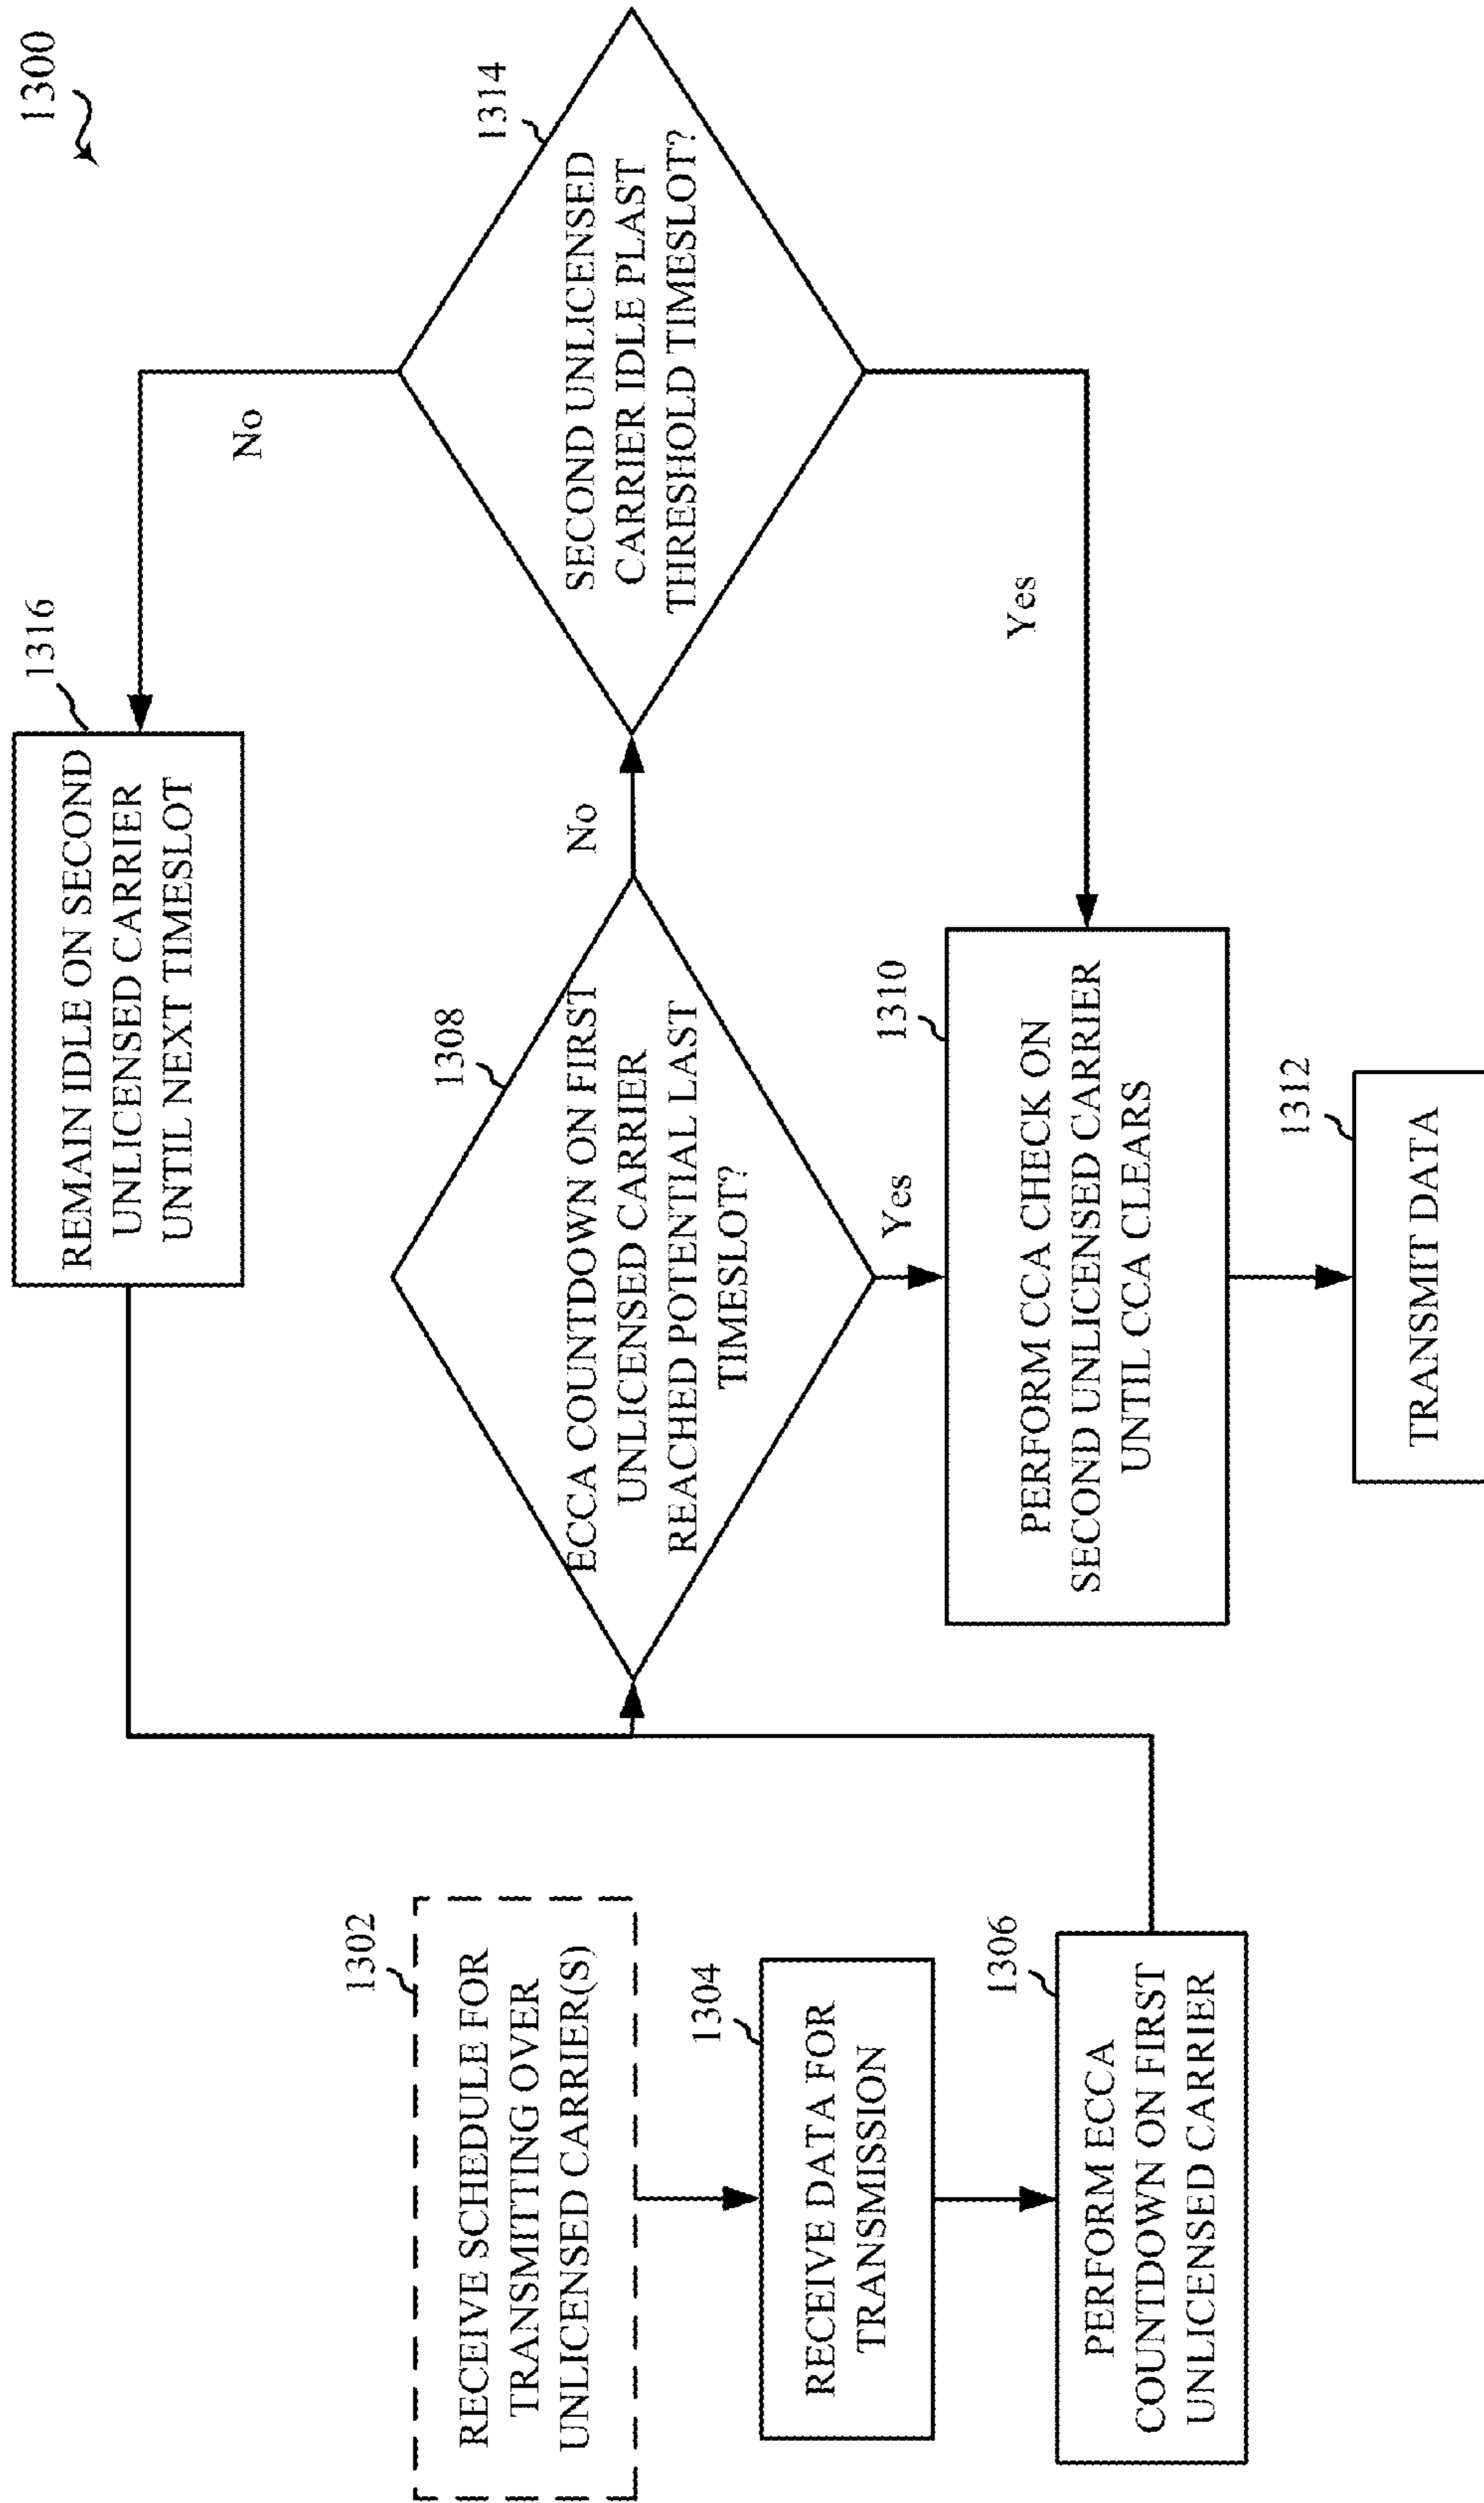 1300
1302
RECEIVE SCHEDULE FOR
TRANSMITTING OVER
UNLICENSED CARRIER(S)
1304
RECEIVE DATA FOR
TRANSMISSION
1306
PERFORM ECCA
COUNTDOWN ON FIRST
UNLICENSED CARRIER
1308
ECCA COUNTDOWN ON FIRST
UNLICENSED CARRIER
REACHED POTENTIAL LAST
TIMESLOT?
Yes
No
1310
PERFORM CCA CHECK ON
SECOND UNLICENSED CARRIER
UNTIL CCA CLEARS
1312
TRANSMIT DATA
1314
SECOND UNLICENSED
CARRIER IDLE PLAST
THRESHOLD TIMESLOT?
No
Yes
1316
REMAIN IDLE ON SECOND
UNLICENSED CARRIER
UNTIL NEXT TIMESLOT